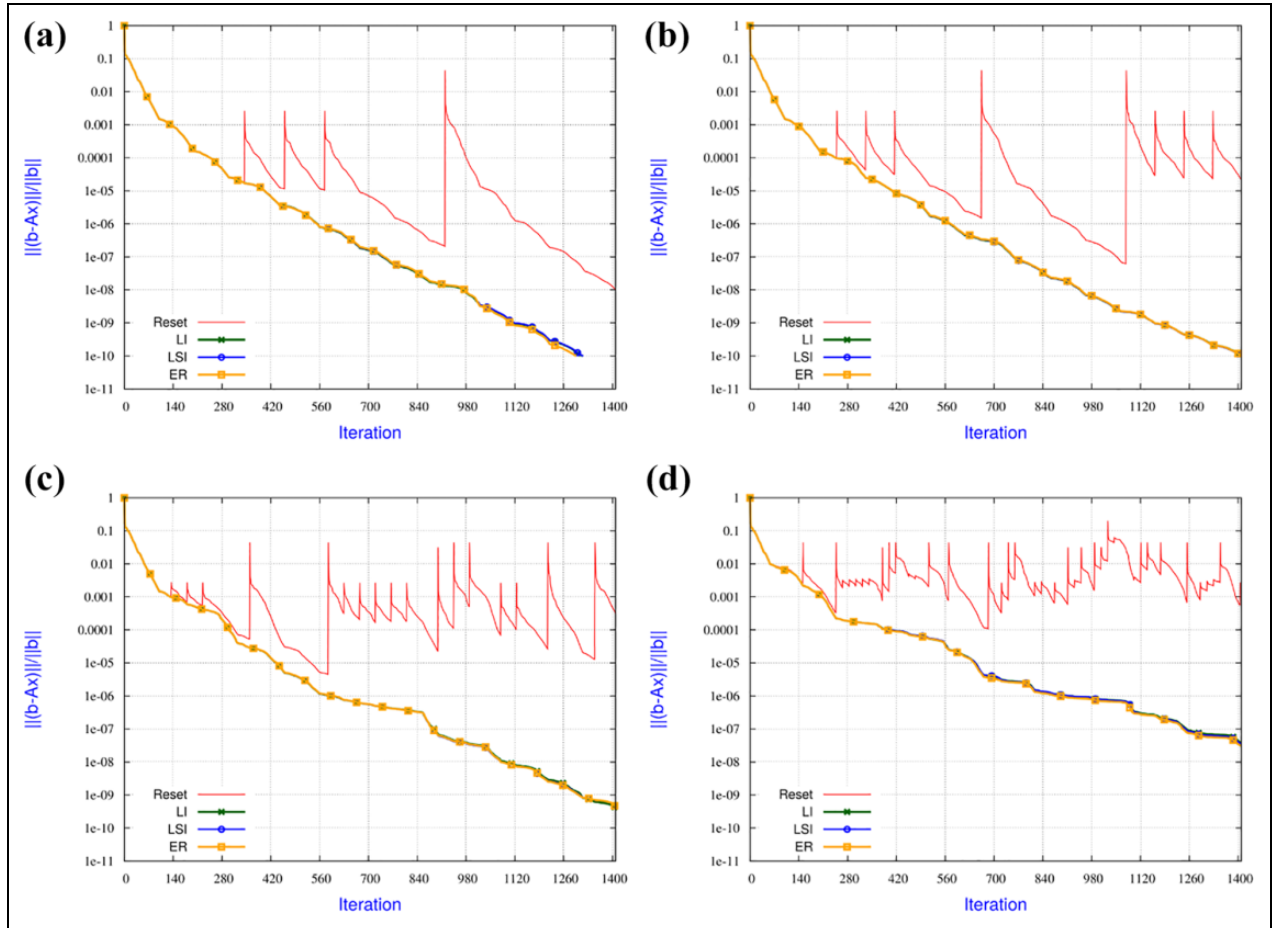 (a)
1
0.1
0.01
0.001
0.0001
1e-05
1e-06
1e-07
1e-08
1e-09
1e-10
1e-11
||(b-Ax)||/||b||
Reset
LI
LSI
ER
0 140 280 420 560 700 840 980 1120 1260 1400
Iteration
(b)
1
0.1
0.01
0.001
0.0001
1e-05
1e-06
1e-07
1e-08
1e-09
1e-10
1e-11
||(b-Ax)||/||b||
Reset
LI
LSI
ER
0 140 280 420 560 700 840 980 1120 1260 1400
Iteration
(c)
1
0.1
0.01
0.001
0.0001
1e-05
1e-06
1e-07
1e-08
1e-09
1e-10
1e-11
||(b-Ax)||/||b||
Reset
LI
LSI
ER
0 140 280 420 560 700 840 980 1120 1260 1400
Iteration
(d)
1
0.1
0.01
0.001
0.0001
1e-05
1e-06
1e-07
1e-08
1e-09
1e-10
1e-11
||(b-Ax)||/||b||
Reset
LI
LSI
ER
0 140 280 420 560 700 840 980 1120 1260 1400
Iteration